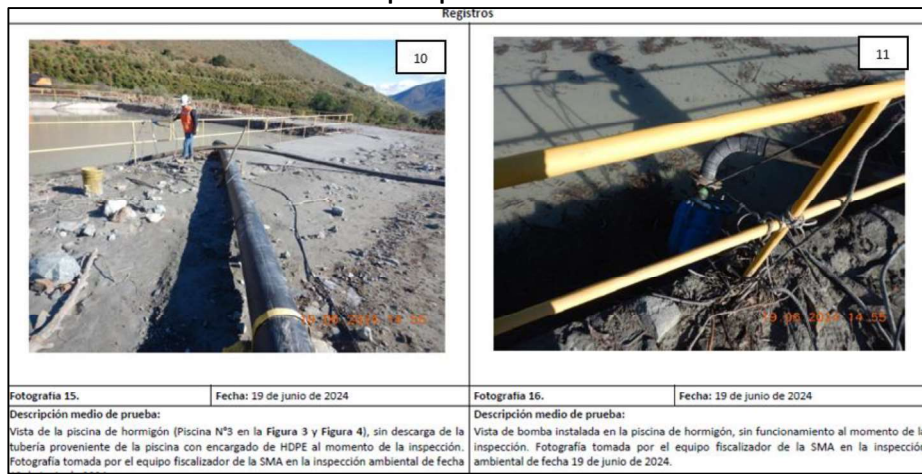 Registros
10
11
14 55
Fotografía 15.
Fecha: 19 de junio de 2024
Descripción medio de prueba:
Vista de la piscina de hormigón (Piscina N°3 en la Figura 3 y Figura 4), sin descarga de la
tubería proveniente de la piscina con encargado de HDPE al momento de la inspección.
Fotografía tomada por el equipo fiscalizador de la SMA en la inspección ambiental de fecha
Fotografía 16.
Fecha: 19 de junio de 2024
Descripción medio de prueba:
Vista de bomba instalada en la piscina de hormigón, sin funcionamiento al momento de la
inspección. Fotografía tomada por el equipo fiscalizador de la SMA en la inspección
ambiental de fecha 19 de junio de 2024.